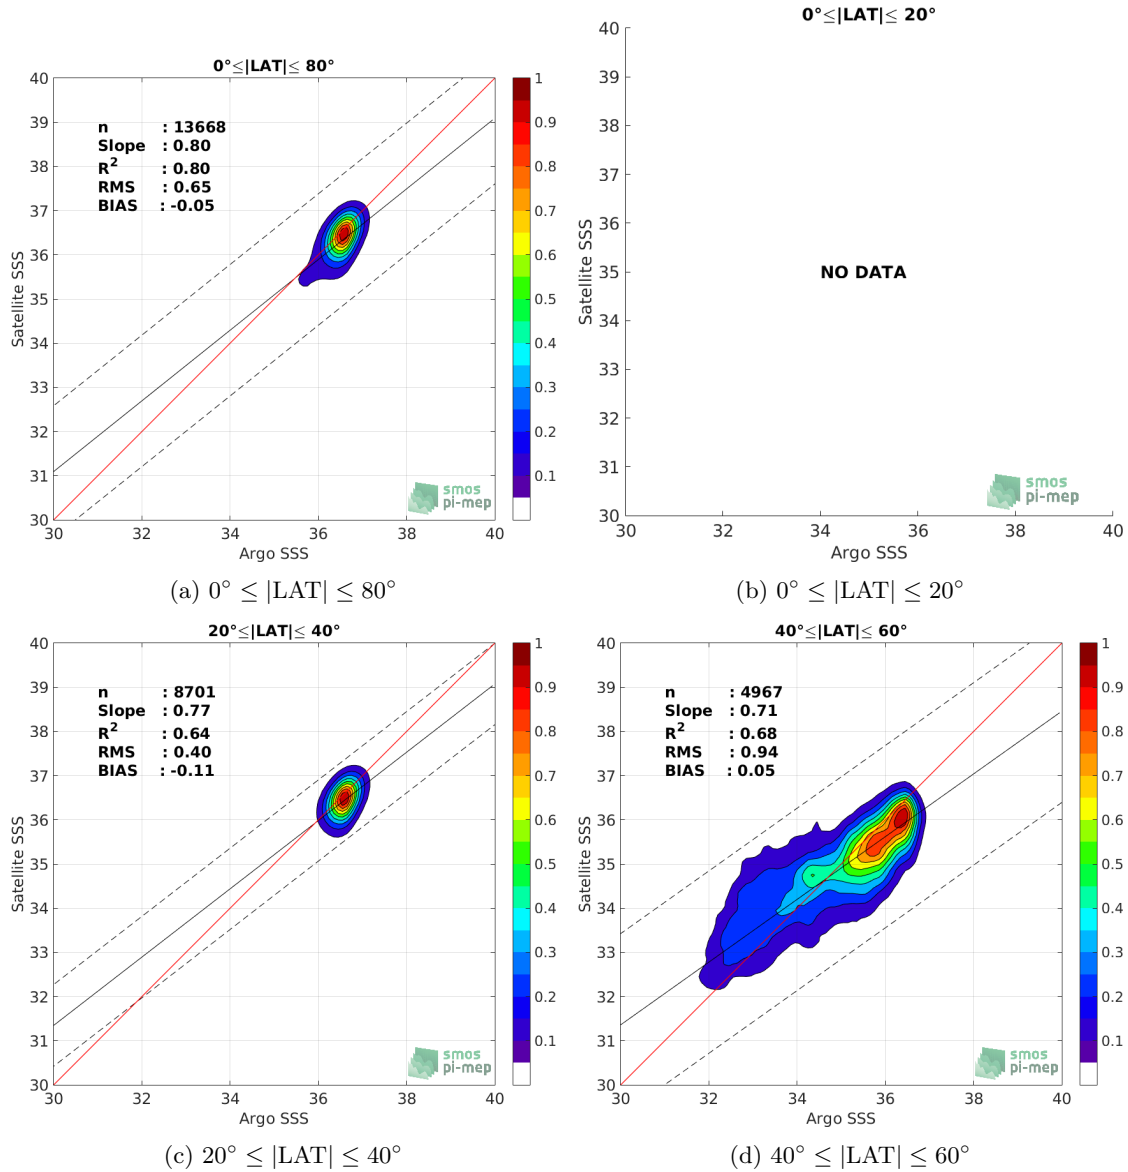 0°≤|LAT|≤ 80°
40
39
38
37
36
35
34
33
32
31
30
Satellite SSS
n : 13668
Slope : 0.80
R² : 0.80
RMS : 0.65
BIAS : -0.05
1
0.9
0.8
0.7
0.6
0.5
0.4
0.3
0.2
0.1
smos
pi-mep
30 32 34 36 38 40
Argo SSS
(a) 0° ≤ |LAT| ≤ 80°
0°≤|LAT|≤ 20°
40
39
38
37
36
35
34
33
32
31
30
Satellite SSS
NO DATA
smos
pi-mep
30 32 34 36 38 40
Argo SSS
(b) 0° ≤ |LAT| ≤ 20°
20°≤|LAT|≤ 40°
40
39
38
37
36
35
34
33
32
31
30
Satellite SSS
n : 8701
Slope : 0.77
R² : 0.64
RMS : 0.40
BIAS : -0.11
1
0.9
0.8
0.7
0.6
0.5
0.4
0.3
0.2
0.1
smos
pi-mep
30 32 34 36 38 40
Argo SSS
(c) 20° ≤ |LAT| ≤ 40°
40°≤|LAT|≤ 60°
40
39
38
37
36
35
34
33
32
31
30
Satellite SSS
n : 4967
Slope : 0.71
R² : 0.68
RMS : 0.94
BIAS : 0.05
1
0.9
0.8
0.7
0.6
0.5
0.4
0.3
0.2
0.1
smos
pi-mep
30 32 34 36 38 40
Argo SSS
(d) 40° ≤ |LAT| ≤ 60°